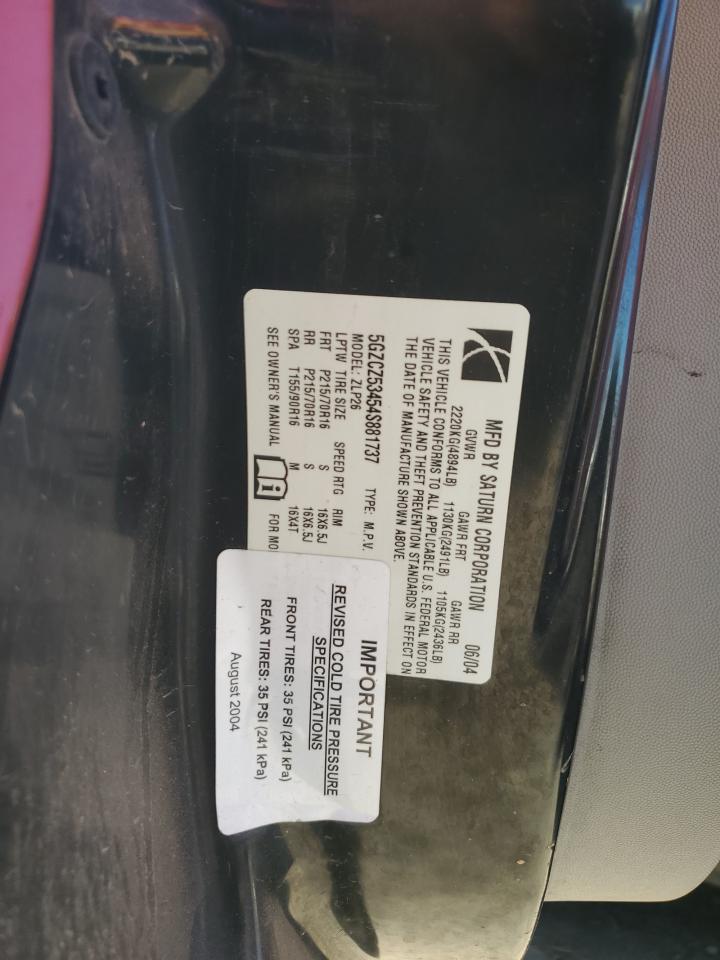 MFD BY SATURN CORPORATION 06/04
GVWR GAWR FRT GAWR RR
2220KG(4894LB) 1130KG(2491LB) 1105KG(2436LB)
THIS VEHICLE CONFORMS TO ALL APPLICABLE U.S. FEDERAL MOTOR
VEHICLE SAFETY AND THEFT PREVENTION STANDARDS IN EFFECT ON
THE DATE OF MANUFACTURE SHOWN ABOVE.
5GZCZ53454S881737 TYPE: M.P.V.
MODEL: ZLP26
LPTW TIRE SIZE SPEED RTG RIM
FRT P215/70R16 S 16X6.5J
RR P215/70R16 S 16X6.5J
SPA T155/90R16 M 16X4T
SEE OWNER'S MANUAL FOR MO
IMPORTANT
REVISED COLD TIRE PRESSURE
SPECIFICATIONS
FRONT TIRES: 35 PSI (241 kPa)
REAR TIRES: 35 PSI (241 kPa)
August 2004